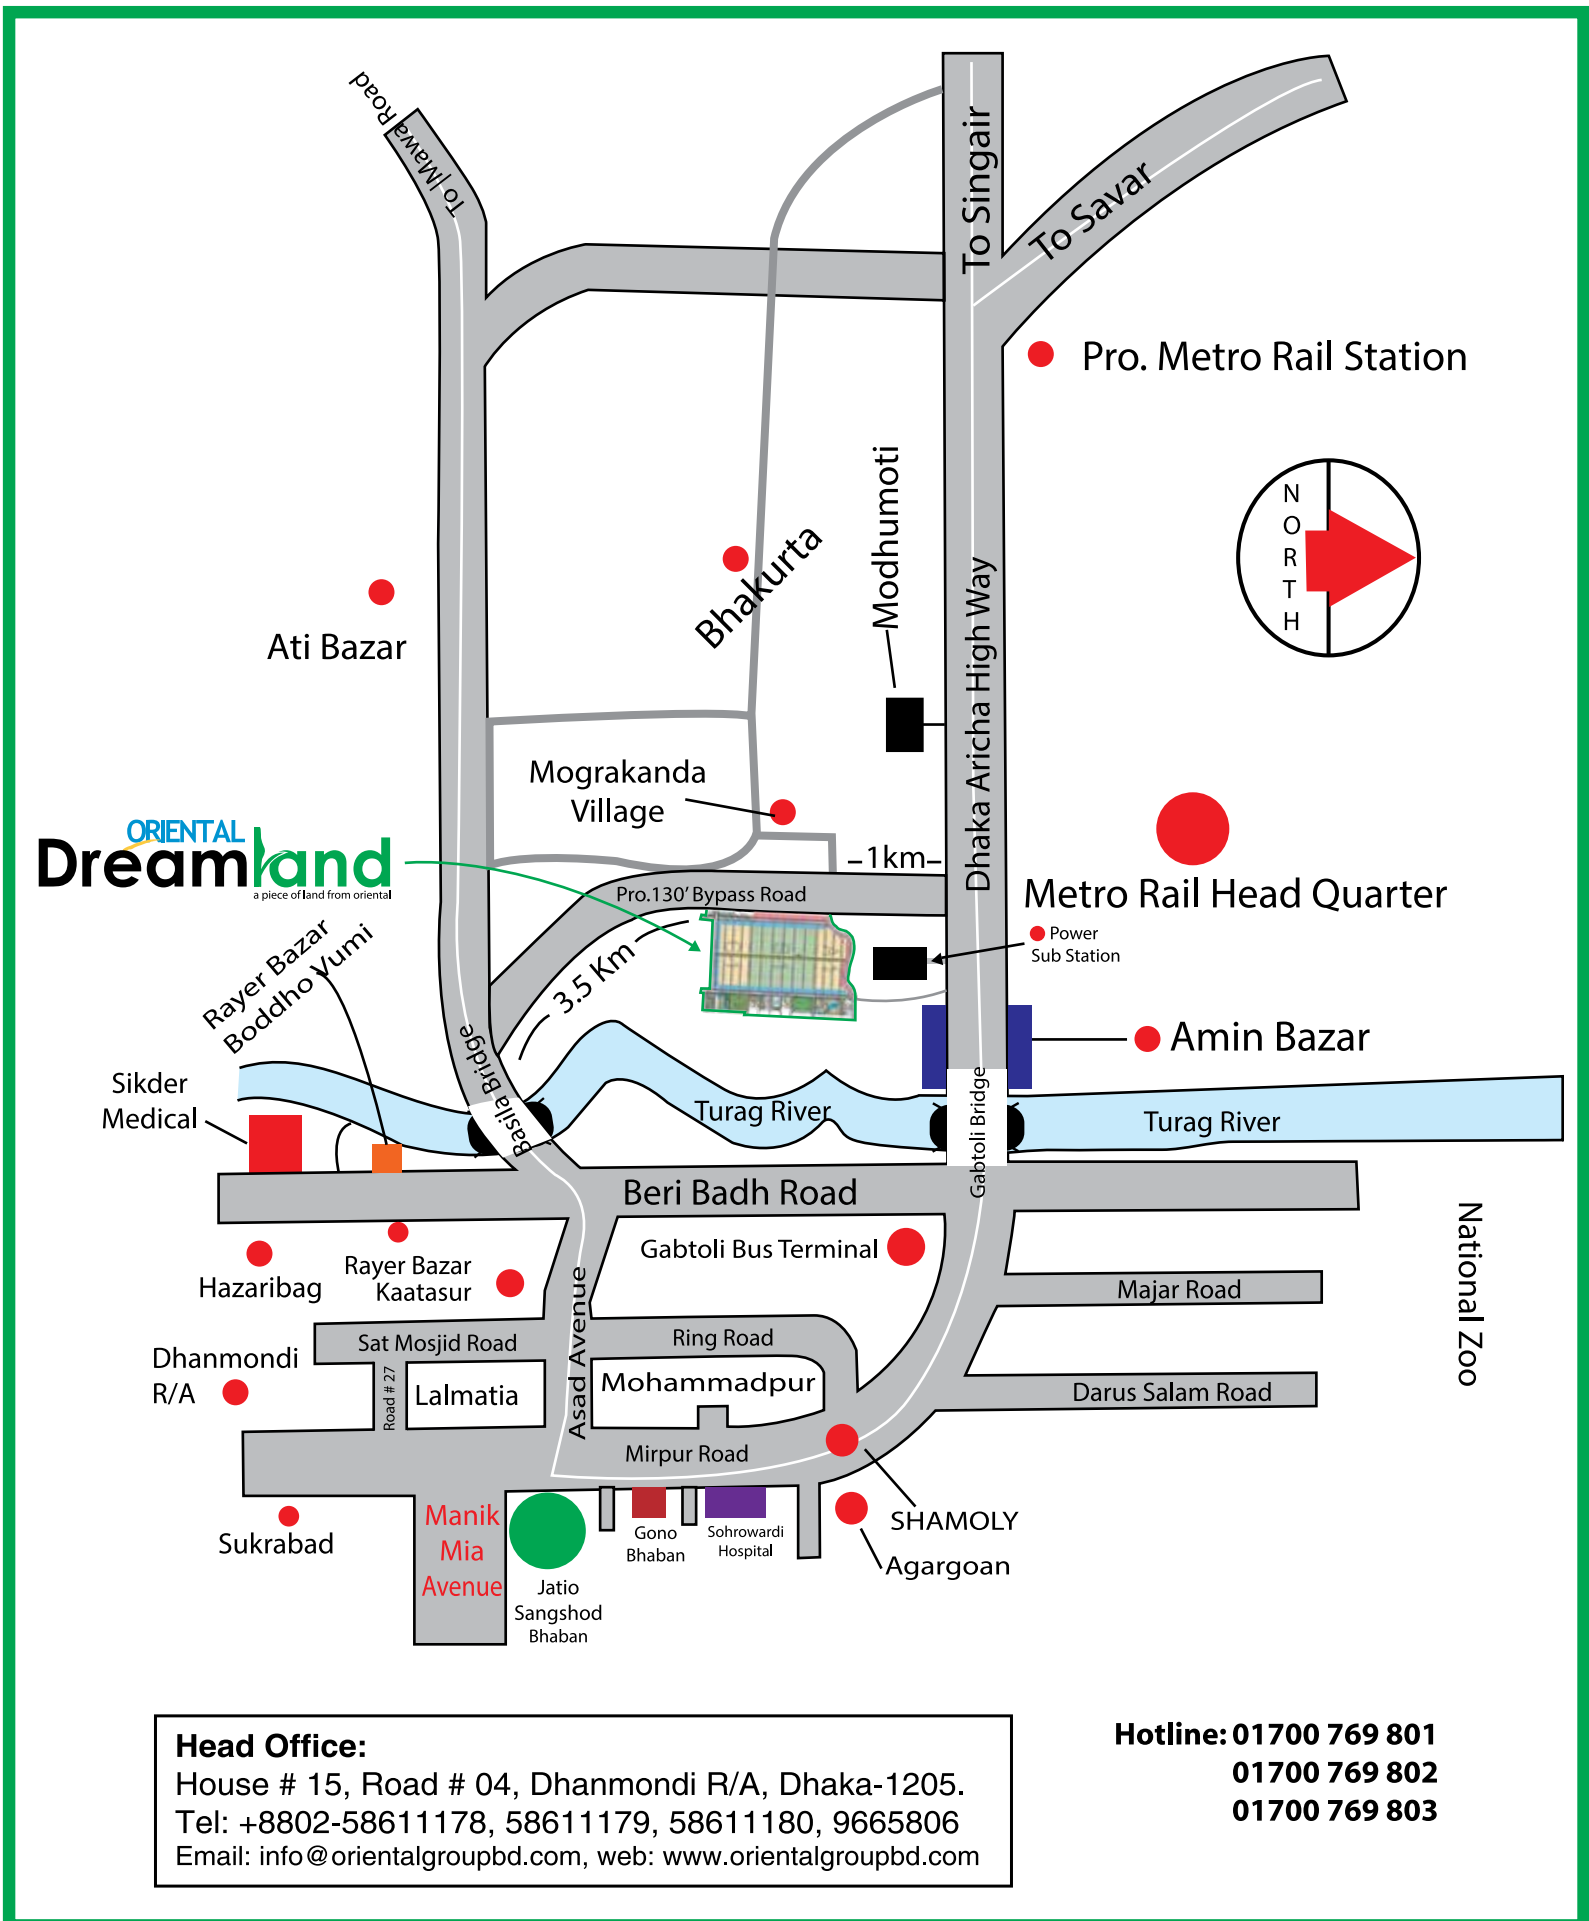 To Mawa Road
To Singair
To Savar
Pro. Metro Rail Station
NORTH
Modhumoti
Bhakurta
Ati Bazar
Dhaka Aricha High Way
Mograkanda
Village
ORIENTAL
Dreamland
a piece of land from oriental
1km
Pro.130' Bypass Road
Metro Rail Head Quarter
Power
Sub Station
3.5 Km
Rayer Bazar
Boddho Vumi
Amin Bazar
Sikder
Medical
Basila Bridge
Turag River
Gabtoli Bridge
Turag River
Beri Badh Road
National Zoo
Gabtoli Bus Terminal
Hazaribag
Rayer Bazar
Kaatasur
Asad Avenue
Majar Road
Sat Mosjid Road
Ring Road
Dhanmondi
R/A
Road # 27
Lalmatia
Mohammadpur
Darus Salam Road
Mirpur Road
Manik
Mia
Avenue
Sukrabad
Jatio
Sangshod
Bhaban
Gono
Bhaban
Sohrowardi
Hospital
SHAMOLY
Agargoan
Head Office:
House # 15, Road # 04, Dhanmondi R/A, Dhaka-1205.
Tel: +8802-58611178, 58611179, 58611180, 9665806
Email: info@orientalgroupbd.com, web: www.orientalgroupbd.com
Hotline: 01700 769 801
01700 769 802
01700 769 803